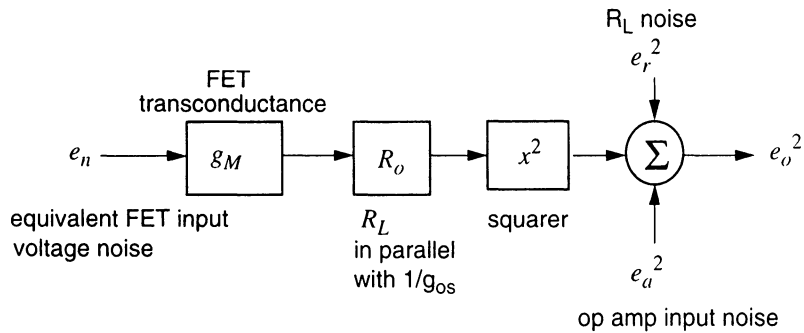 R_L noise
e_r^2
FET
transconductance
e_n
g_M
R_o
x^2
Σ
e_o^2
equivalent FET input
voltage noise
R_L
in parallel
with 1/g_os
squarer
e_a^2
op amp input noise